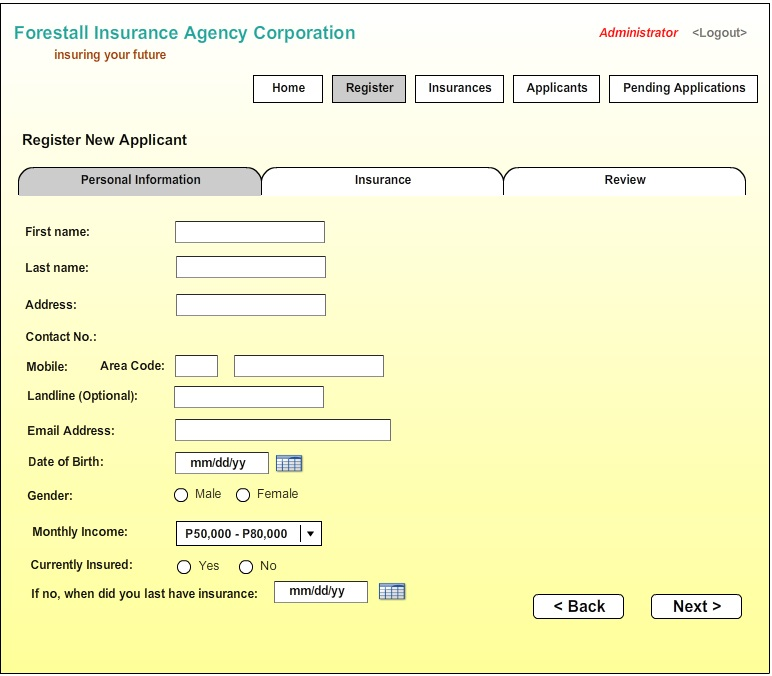 Forestall Insurance Agency Corporation
Administrator <Logout>
insuring your future
Home Register Insurances Applicants Pending Applications
Register New Applicant
Personal Information Insurance Review
First name:
Last name:
Address:
Contact No.:
Mobile: Area Code:
Landline (Optional):
Email Address:
Date of Birth: mm/dd/yy
Gender: Male Female
Monthly Income: P50,000 - P80,000
Currently Insured: Yes No
If no, when did you last have insurance: mm/dd/yy
< Back Next >